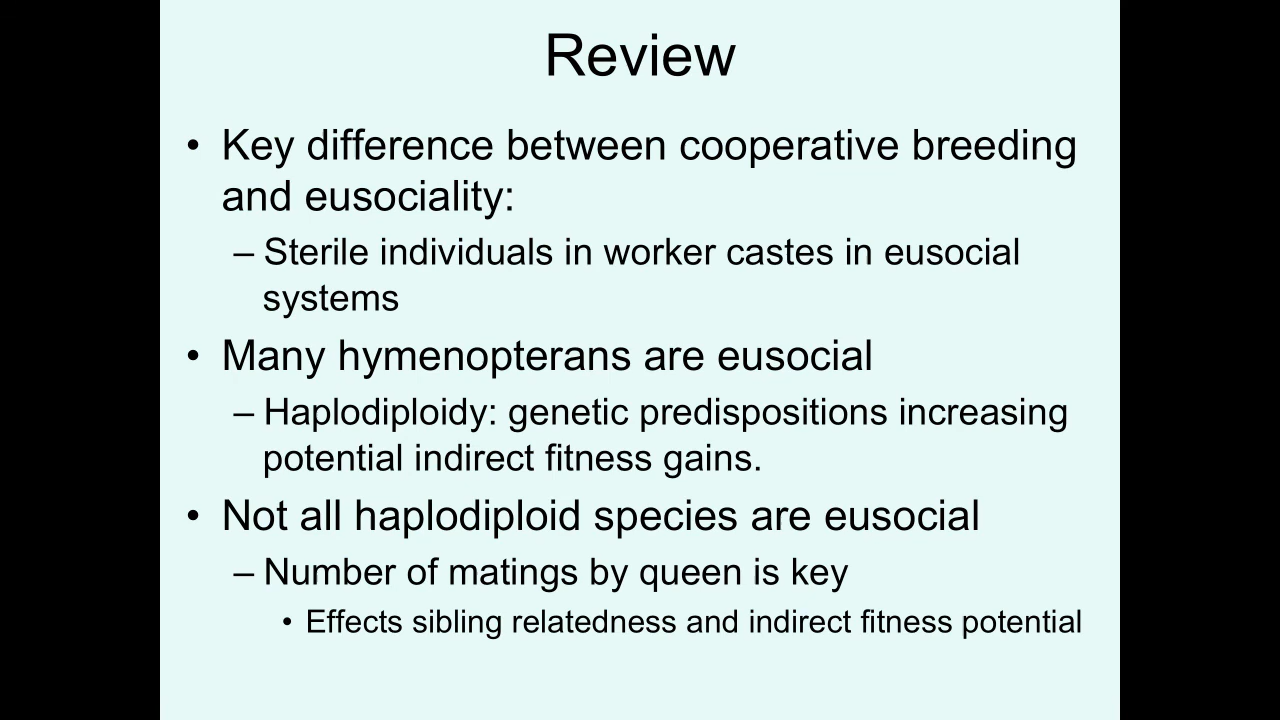 Review
• Key difference between cooperative breeding
and eusociality:
– Sterile individuals in worker castes in eusocial
systems
• Many hymenopterans are eusocial
– Haplodiploidy: genetic predispositions increasing
potential indirect fitness gains.
• Not all haplodiploid species are eusocial
– Number of matings by queen is key
• Effects sibling relatedness and indirect fitness potential